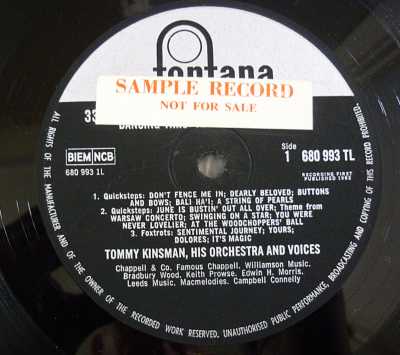 fontana
SAMPLE RECORD
NOT FOR SALE
33
BIEM NCB
680 993 1L
Side
1 680 993 TL
RECORDING FIRST
1. Quicksteps: DON'T FENCE ME IN; DEARLY BELOVED; BUTTONS
AND BOWS; BALI HA'I; A STRING OF PEARLS
2. Quicksteps: JUNE IS BUSTIN' OUT ALL OVER; Theme from
WARSAW CONCERTO; SWINGING ON A STAR; YOU WERE
NEVER LOVELIER; AT THE WOODCHOPPERS' BALL
3. Foxtrots: SENTIMENTAL JOURNEY; YOURS;
DOLORES; IT'S MAGIC
TOMMY KINSMAN, HIS ORCHESTRA AND VOICES
Chappell & Co. Famous Chappell. Williamson Music.
Bradbury Wood. Keith Prowse. Edwin H. Morris.
Leeds Music. Macmelodies. Campbell Connelly
ALL RIGHTS OF THE MANUFACTURER AND OF THE OWNER OF THE RECORDED WORK RESERVED. UNAUTHORISED PUBLIC PERFORMANCE, BROADCASTING AND COPYING OF THIS RECORD PROHIBITED.